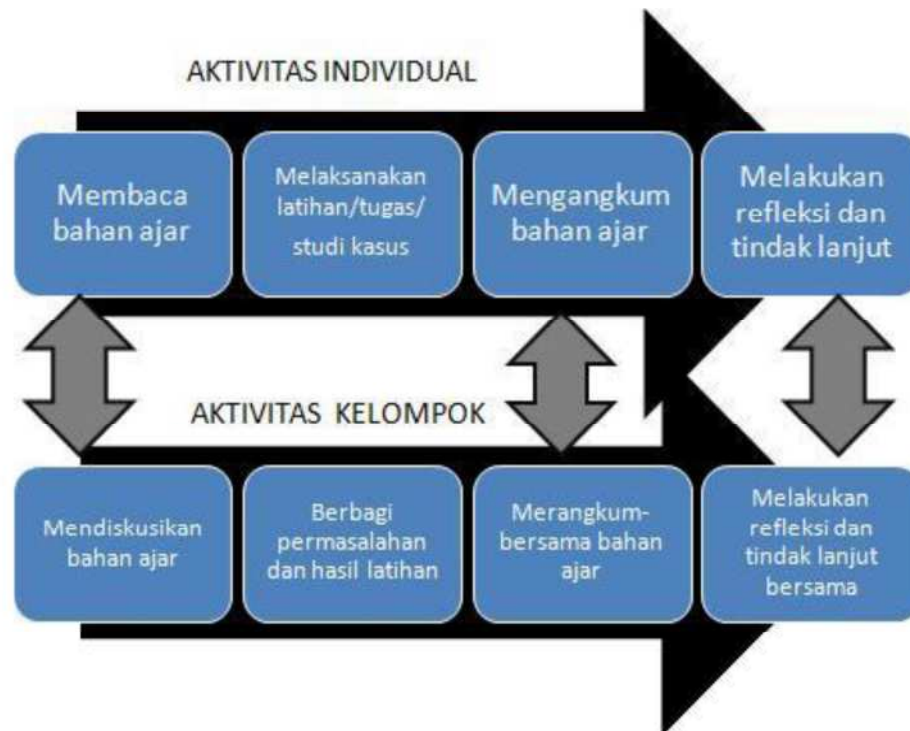 AKTIVITAS INDIVIDUAL
Membaca
bahan ajar
Melaksanakan
latihan/tugas/
studi kasus
Mengangkum
bahan ajar
Melakukan
refleksi dan
tindak lanjut
AKTIVITAS KELOMPOK
Mendiskusikan
bahan ajar
Berbagi
permasalahan
dan hasil latihan
Merangkum-
bersama bahan
ajar
Melakukan
refleksi dan
tindak lanjut
bersama